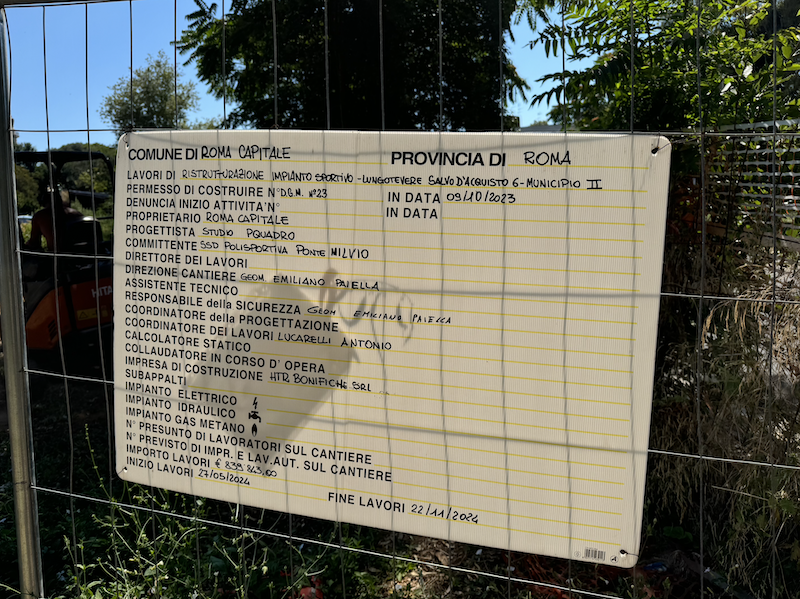 COMUNE DI ROMA CAPITALE PROVINCIA DI ROMA
LAVORI DI RISTRUTTURAZIONE IMPIANTO SPORTIVO - LUNGOTEVERE SALVO D'ACQUISTO 6 - MUNICIPIO II
PERMESSO DI COSTRUIRE N° D.G.M. N°23 IN DATA 09/10/2023
DENUNCIA INIZIO ATTIVITA' N° IN DATA
PROPRIETARIO ROMA CAPITALE
PROGETTISTA STUDIO PQUADRO
COMMITTENTE SSD POLISPORTIVA PONTE MILVIO
DIRETTORE DEI LAVORI
DIREZIONE CANTIERE GEOM. EMILIANO PAIELLA
ASSISTENTE TECNICO
RESPONSABILE della SICUREZZA GEOM EMILIANO PAIELLA
COORDINATORE della PROGETTAZIONE
COORDINATORE DEI LAVORI LUCARELLI ANTONIO
CALCOLATORE STATICO
COLLAUDATORE IN CORSO D' OPERA
IMPRESA DI COSTRUZIONE HTR BONIFICHE SRL
SUBAPPALTI
IMPIANTO ELETTRICO
IMPIANTO IDRAULICO
IMPIANTO GAS METANO
N° PRESUNTO DI LAVORATORI SUL CANTIERE
N° PREVISTO DI IMPR. E LAV.AUT. SUL CANTIERE
IMPORTO LAVORI € 839.843,00
INIZIO LAVORI 27/05/2024
FINE LAVORI 22/11/2024